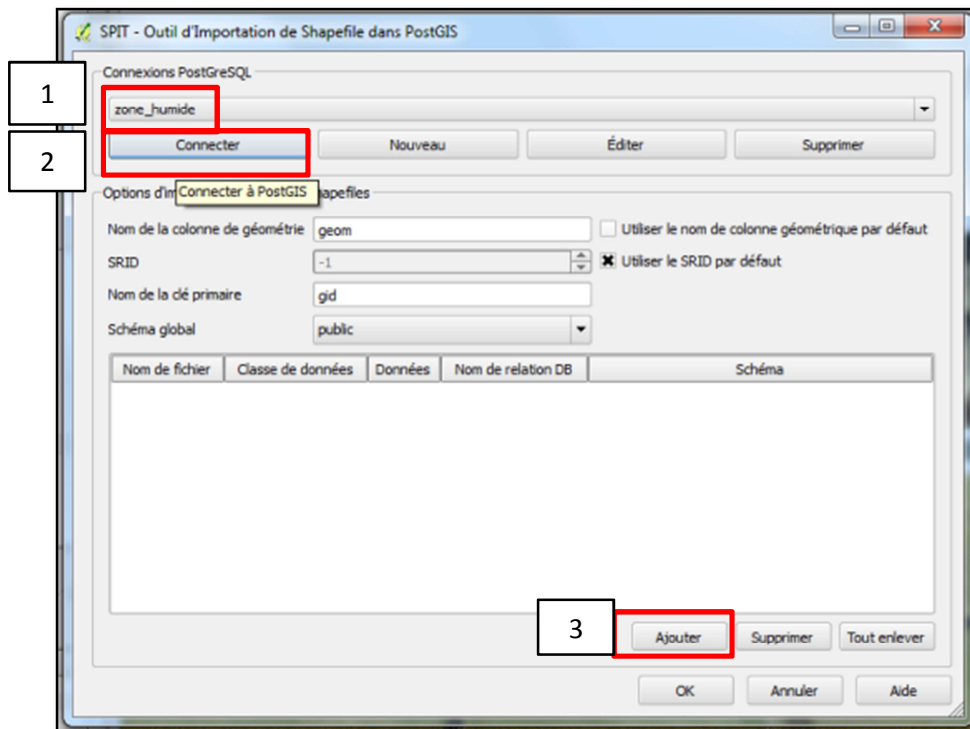 SPIT - Outil d'Importation de Shapefile dans PostGIS
Connexions PostGreSQL
1
zone_humide
2
Connecter Nouveau Éditer Supprimer
Connecter à PostGIS
Options d'im apefiles
Nom de la colonne de géométrie geom Utiliser le nom de colonne géométrique par défaut
SRID -1 Utiliser le SRID par défaut
Nom de la clé primaire gid
Schéma global public
Nom de fichier Classe de données Données Nom de relation DB Schéma
3
Ajouter Supprimer Tout enlever
OK Annuler Aide